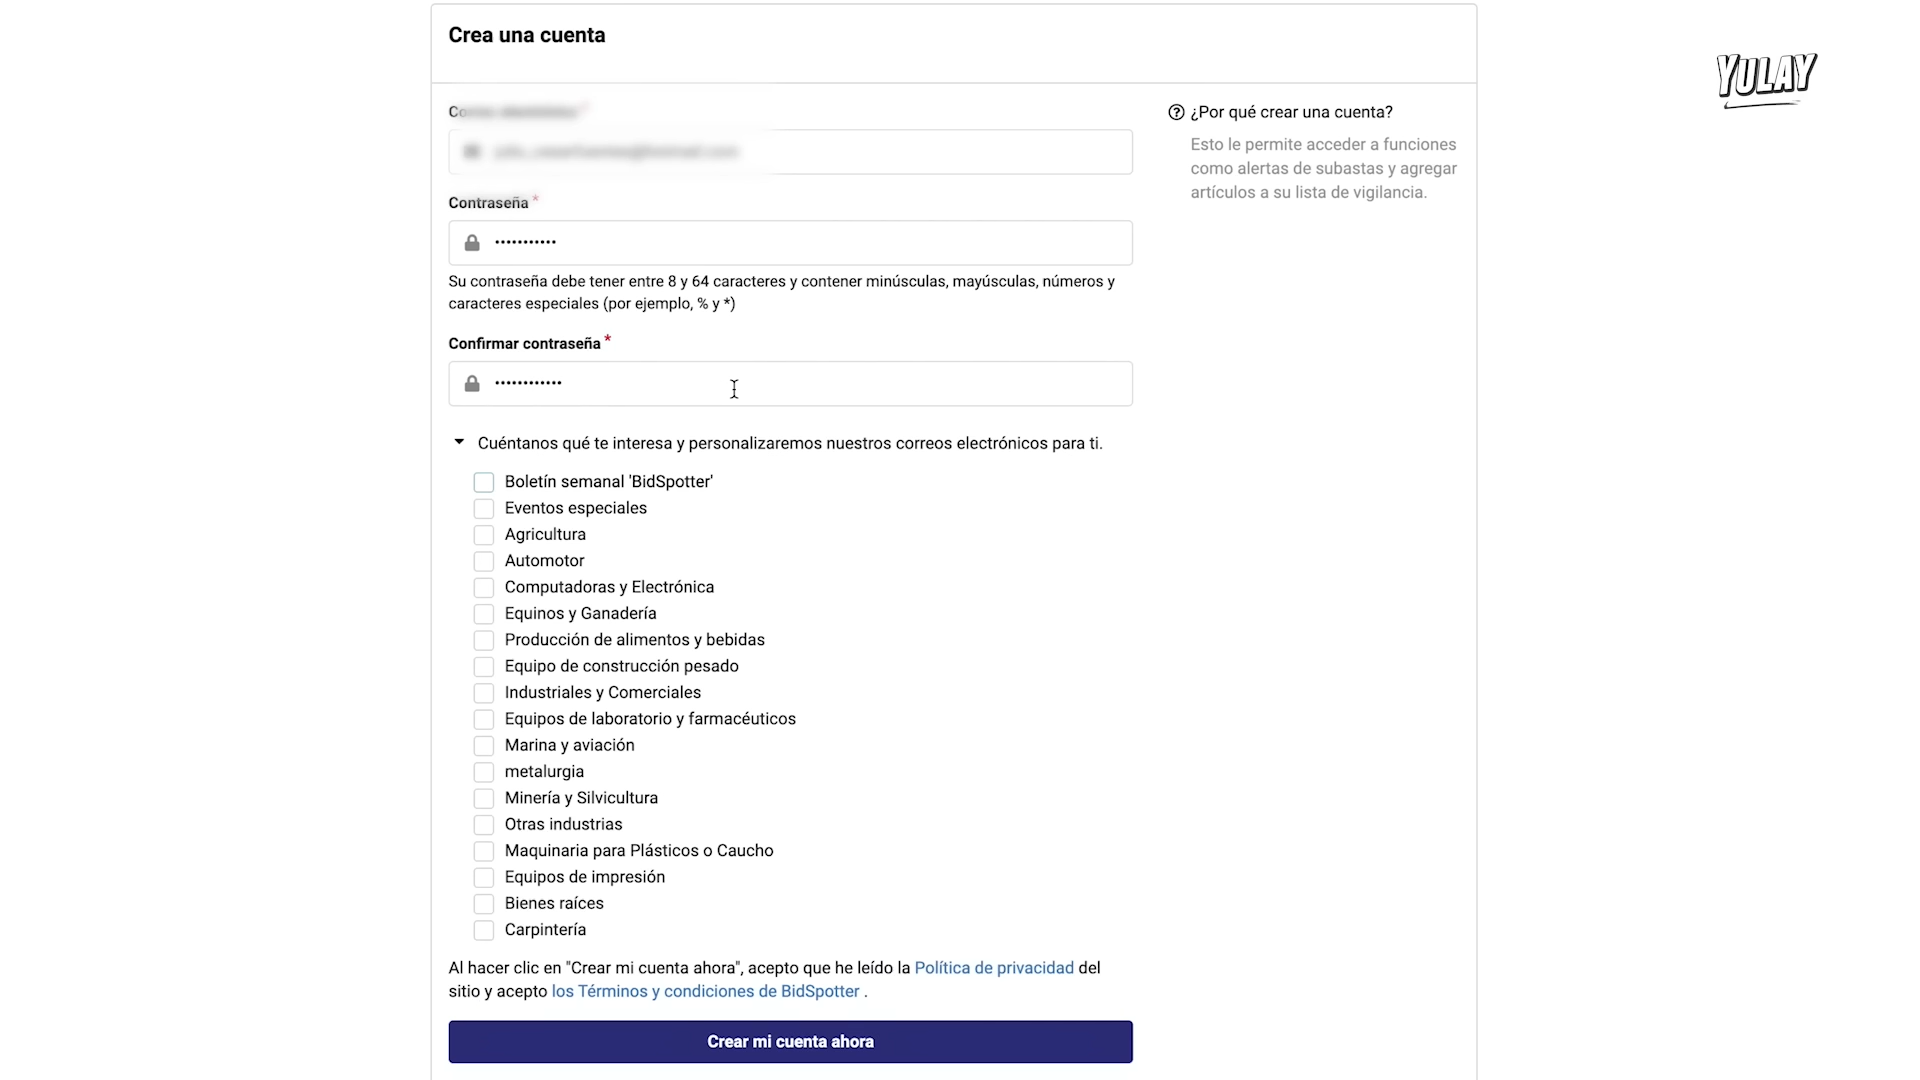 Crea una cuenta
YULAY
¿Por qué crear una cuenta?
Esto le permite acceder a funciones
como alertas de subastas y agregar
artículos a su lista de vigilancia.
Contraseña *
•••••••••••
Su contraseña debe tener entre 8 y 64 caracteres y contener minúsculas, mayúsculas, números y
caracteres especiales (por ejemplo, % y *)
Confirmar contraseña *
••••••••••••
Cuéntanos qué te interesa y personalizaremos nuestros correos electrónicos para ti.
Boletín semanal 'BidSpotter'
Eventos especiales
Agricultura
Automotor
Computadoras y Electrónica
Equinos y Ganadería
Producción de alimentos y bebidas
Equipo de construcción pesado
Industriales y Comerciales
Equipos de laboratorio y farmacéuticos
Marina y aviación
metalurgia
Minería y Silvicultura
Otras industrias
Maquinaria para Plásticos o Caucho
Equipos de impresión
Bienes raíces
Carpintería
Al hacer clic en "Crear mi cuenta ahora", acepto que he leído la Política de privacidad del
sitio y acepto los Términos y condiciones de BidSpotter .
Crear mi cuenta ahora